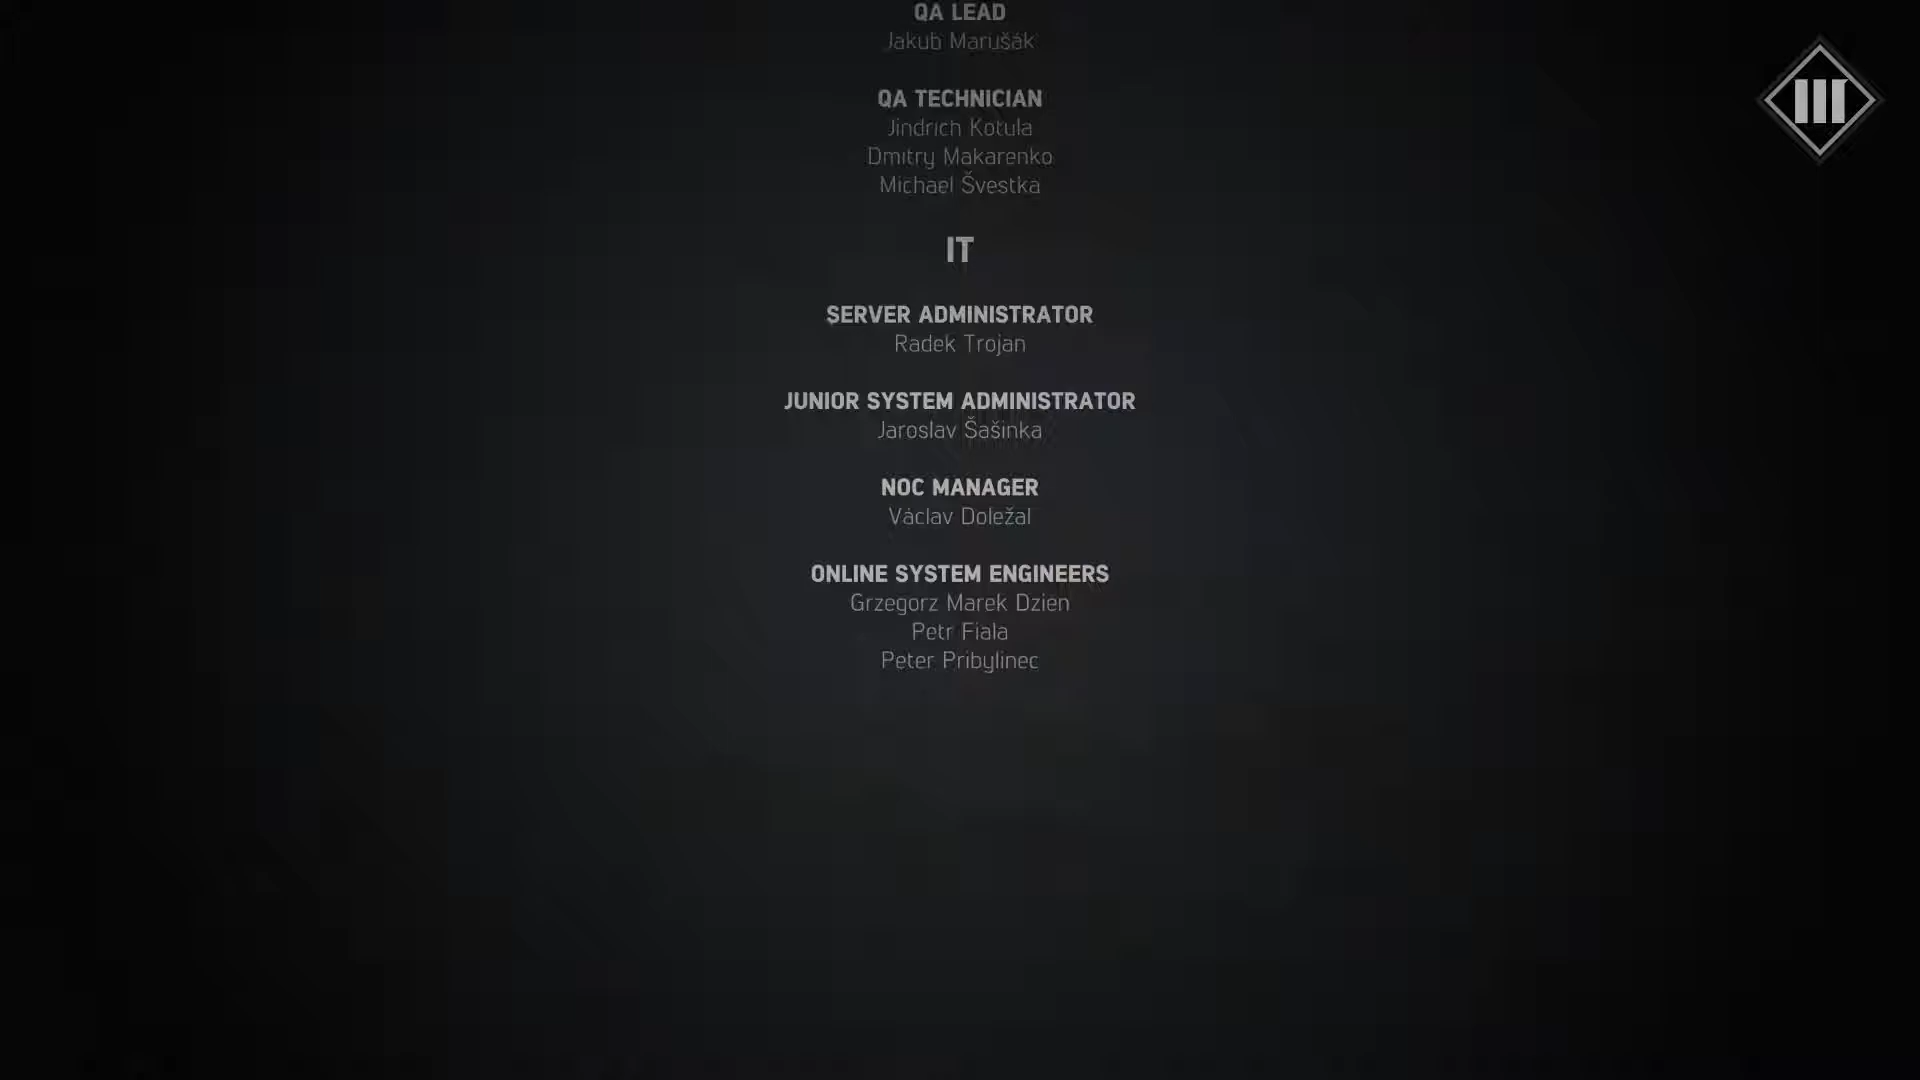 QA LEAD
Jakub Marušák
QA TECHNICIAN
Jindrich Kotula
Dmitry Makarenko
Michael Švestka
IT
SERVER ADMINISTRATOR
Radek Trojan
JUNIOR SYSTEM ADMINISTRATOR
Jaroslav Šašinka
NOC MANAGER
Václav Doležal
ONLINE SYSTEM ENGINEERS
Grzegorz Marek Dzien
Petr Fiala
Peter Pribylinec